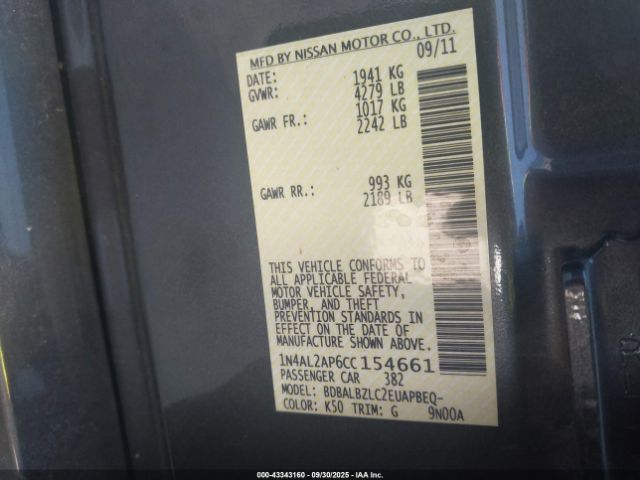 MFD BY NISSAN MOTOR CO., LTD.
09/11
DATE: 1941 KG
GVWR: 4279 LB
1017 KG
GAWR FR.: 2242 LB
993 KG
GAWR RR.: 2189 LB
THIS VEHICLE CONFORMS TO
ALL APPLICABLE FEDERAL
MOTOR VEHICLE SAFETY,
BUMPER, AND THEFT
PREVENTION STANDARDS IN
EFFECT ON THE DATE OF
MANUFACTURE SHOWN ABOVE.
1N4AL2AP6CC154661
PASSENGER CAR 382
MODEL: BDBALBZLC2EUAPBEQ-
COLOR: K50 TRIM: G 9N00A
000-43343160 - 09/30/2025 - IAA Inc.